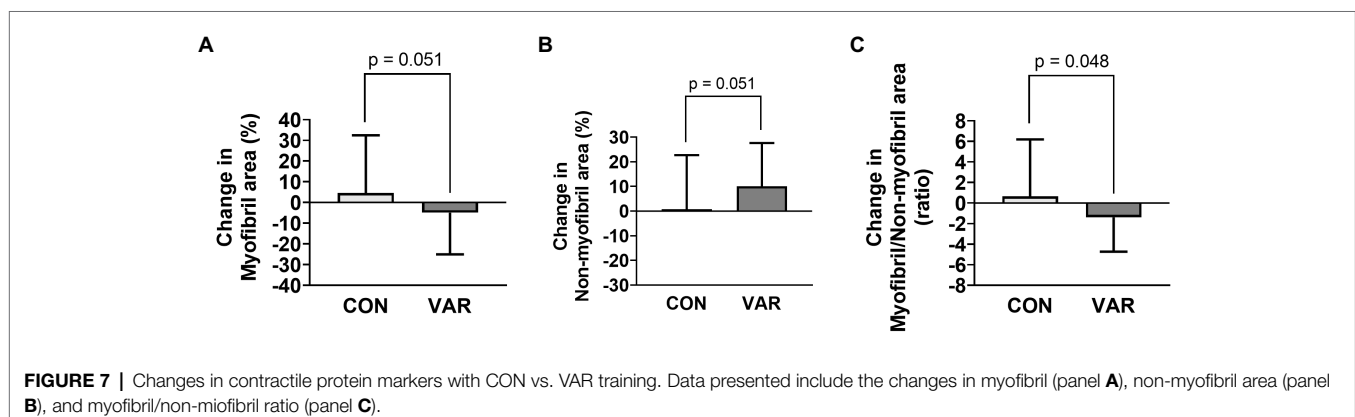 A
p = 0.051
Change in
Myofibril area (%)
40
30
20
10
0
-10
-20
-30
-40
CON VAR
B
p = 0.051
Change in
Non-myofibril area (%)
30
20
10
0
-10
-20
-30
CON VAR
C
p = 0.048
Change in
Myofibril/Non-myofibril area
(ratio)
8
6
4
2
0
-2
-4
-6
-8
CON VAR
FIGURE 7 | Changes in contractile protein markers with CON vs. VAR training. Data presented include the changes in myofibril (panel A), non-myofibril area (panel
B), and myofibril/non-miofibril ratio (panel C).